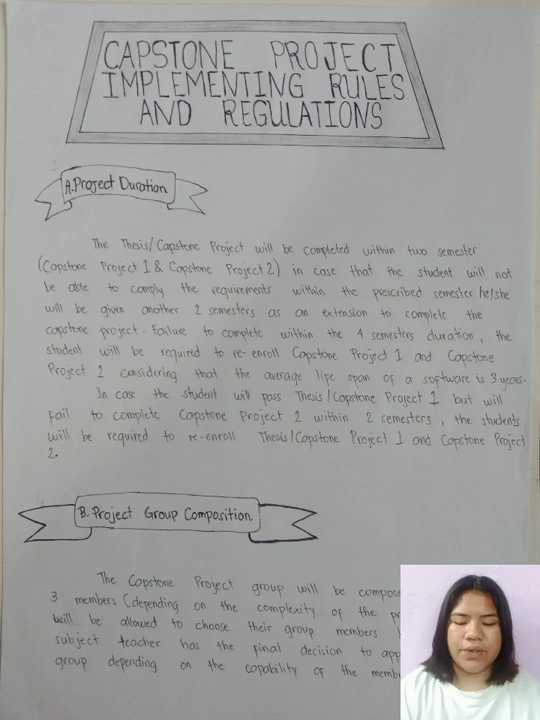 CAPSTONE PROJECT
IMPLEMENTING RULES
AND REGULATIONS
A.Project Duration
The Thesis/Capstone Project will be completed within two semester
(Capstone Project 1 & Capstone Project 2) in case that the student will not
be able to comply the requirements within the prescribed semester he/she
will be given another 2 semesters as an extension to complete the
capstone project. Failure to complete within the 4 semesters duration, the
student will be required to re-enroll Capstone Project 1 and Capstone
Project 2 considering that the average life span of a software is 3 years.
In case the student will pass Thesis/Capstone Project 1 but will
fail to complete Capstone Project 2 within 2 semesters, the students
will be required to re-enroll Thesis/Capstone Project 1 and Capstone Project
2.
B. Project Group Composition
The Capstone Project group will be
3 members (depending on the complexity of the
will be allowed to choose their group members
subject teacher has the final decision to
group depending on the capability of the